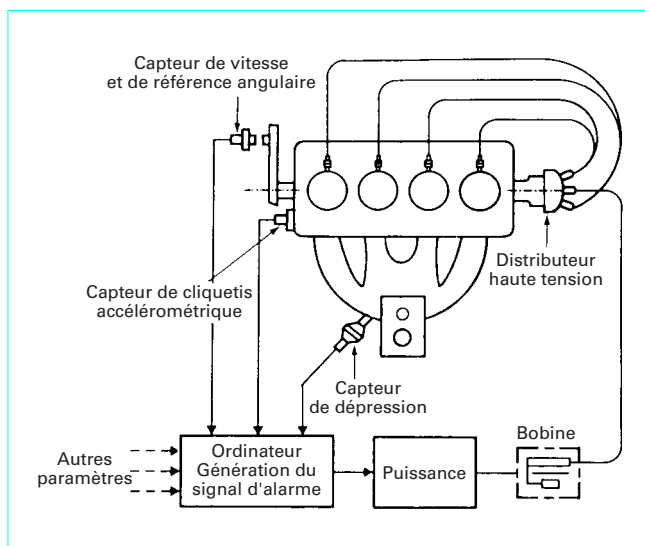 Capteur de vitesse
et de référence angulaire
Distributeur
haute tension
Capteur de cliquetis
accélérométrique
Capteur
de dépression
Autres
paramètres
Ordinateur
Génération du
signal d'alarme
Puissance
Bobine